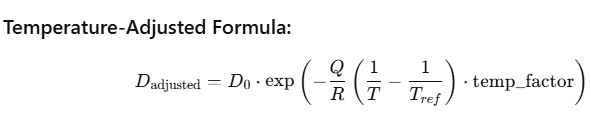 Temperature-Adjusted Formula:
D_adjusted = D_0 · exp(−Q/R (1/T − 1/T_ref) · temp_factor)